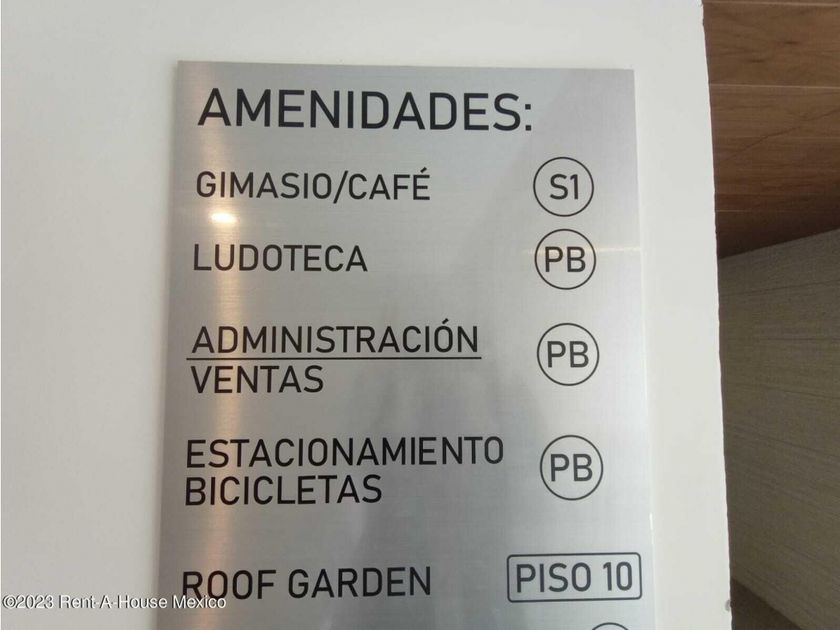 AMENIDADES:
GIMASIO/CAFÉ S1
LUDOTECA PB
ADMINISTRACIÓN
VENTAS PB
ESTACIONAMIENTO
BICICLETAS PB
ROOF GARDEN PISO 10
©2023 Rent-A-House Mexico